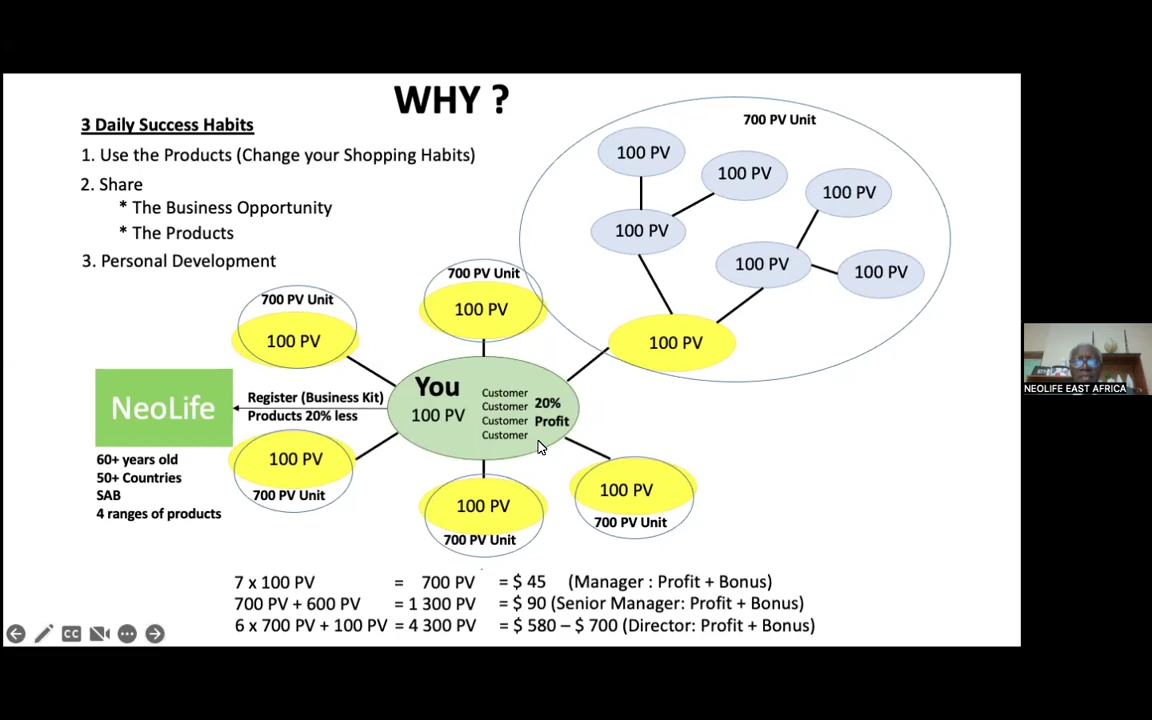 WHY ?
3 Daily Success Habits
1. Use the Products (Change your Shopping Habits)
2. Share
* The Business Opportunity
* The Products
3. Personal Development
700 PV Unit
100 PV
100 PV
100 PV
100 PV
100 PV
100 PV
100 PV
700 PV Unit
100 PV
700 PV Unit
100 PV
You
100 PV
Customer
Customer
Customer
Customer
20%
Profit
NeoLife
Register (Business Kit)
Products 20% less
60+ years old
50+ Countries
SAB
4 ranges of products
100 PV
700 PV Unit
100 PV
700 PV Unit
100 PV
700 PV Unit
7 x 100 PV = 700 PV = $ 45 (Manager : Profit + Bonus)
700 PV + 600 PV = 1 300 PV = $ 90 (Senior Manager: Profit + Bonus)
6 x 700 PV + 100 PV = 4 300 PV = $ 580 – $ 700 (Director: Profit + Bonus)
CC
NEOLIFE EAST AFRICA